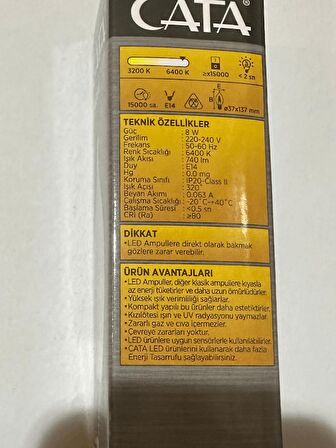 CATA
3200 K 6400 K ≥x15000 < 2 sn
15000 sa. E14 B E ø37x137 mm
TEKNİK ÖZELLİKLER
Güç : 8 W
Gerilim : 220-240 V
Frekans : 50-60 Hz
Renk Sıcaklığı : 6400 K
Işık Akısı : 740 lm
Duy : E14
Hg : 0.0 mg
Koruma Sınıfı : IP20-Class II
Işık Açısı : 320°
Beyan Akımı : 0.063 A
Çalışma Sıcaklığı : -20°C~+40°C
Başlama Süresi : <0.5 sn
CRI (Ra) : ≥80
DİKKAT
• LED Ampullere direkt olarak bakmak
gözlere zarar verebilir.
ÜRÜN AVANTAJLARI
• LED Ampuller, diğer klasik ampullere kıyasla
az enerji tüketirler ve daha uzun ömürlüdürler.
• Yüksek ışık verimliliği sağlarlar.
• Kompakt yapılı bu ürünler daha estetiktirler.
• Kızılötesi ışın ve UV radyasyonu yaymazlar.
• Zararlı gaz ve cıva içermezler.
• Çevreye zararları yoktur.
• LED ürünlere uygun sensörlerle kullanılabilirler.
• CATA LED ürünlerini kullanarak daha fazla
Enerji Tasarrufu sağlayabilirsiniz.